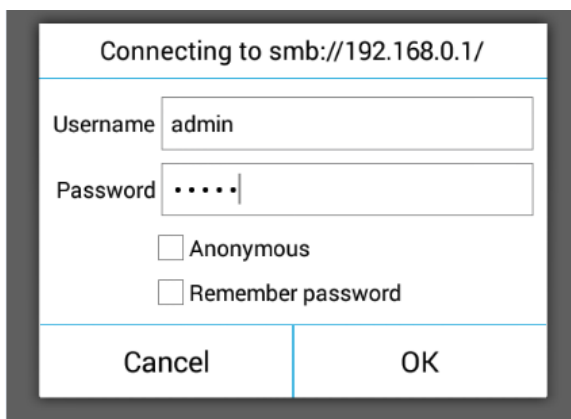 Connecting to smb://192.168.0.1/
Username admin
Password •••••
Anonymous
Remember password
Cancel OK